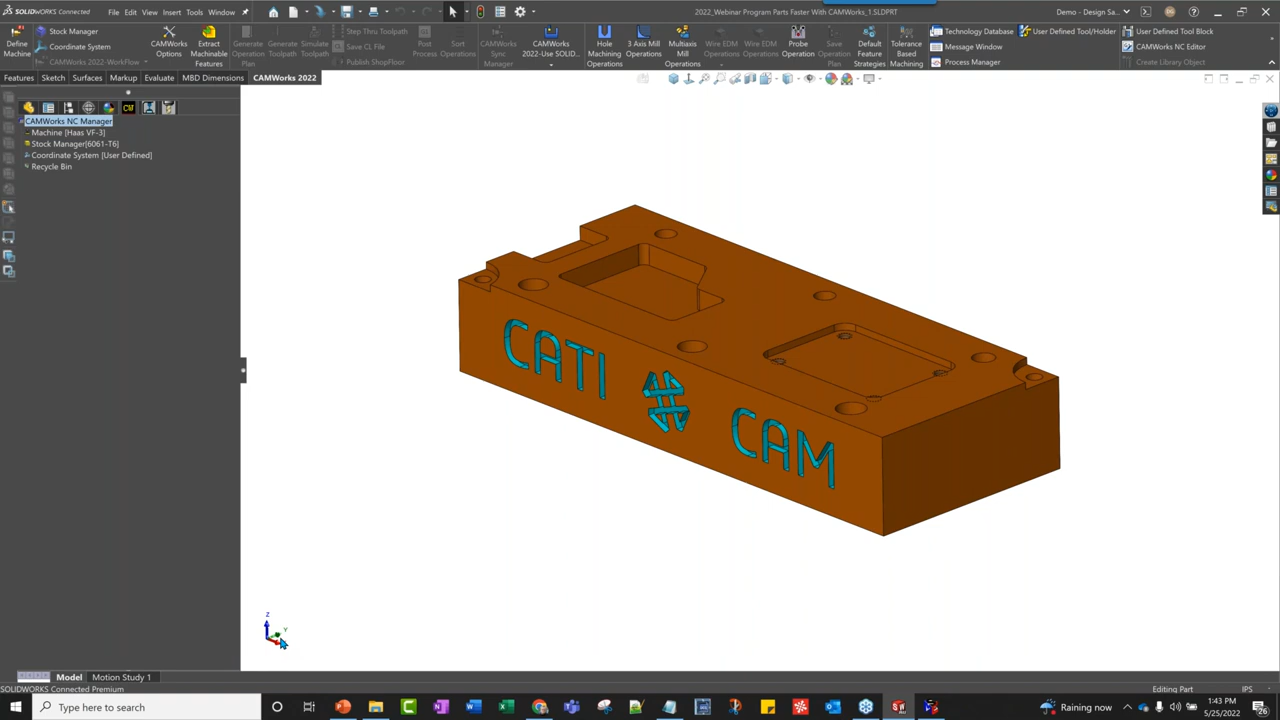 SOLIDWORKS Connected
File Edit View Insert Tools Window
2022_Webinar Program Parts Faster With CAMWorks_1.SLDPRT
Demo - Design Sa...
Define Machine
Stock Manager
Coordinate System
CAMWorks 2022-WorkFlow
CAMWorks Options
Extract Machinable Features
Generate Operation Plan
Generate Toolpath
Simulate Toolpath
Step Thru Toolpath
Save CL File
Publish ShopFloor
Post Process
Sort Operations
CAMWorks Sync Manager
CAMWorks 2022-Use SOLID...
Hole Machining Operations
3 Axis Mill Operations
Multiaxis Mill Operations
Wire EDM Operations
Wire EDM Operations
Probe Operation
Save Operation Plan
Default Feature Strategies
Tolerance Based Machining
Technology Database
Message Window
Process Manager
User Defined Tool/Holder
User Defined Tool Block
CAMWorks NC Editor
Create Library Object
Features Sketch Surfaces Markup Evaluate MBD Dimensions CAMWorks 2022
CAMWorks NC Manager
Machine [Haas VF-3]
Stock Manager[6061-T6]
Coordinate System [User Defined]
Recycle Bin
CATI CAM
Z
Y
Model Motion Study 1
SOLIDWORKS Connected Premium
Editing Part IPS
Type here to search
Raining now
1:43 PM
5/25/2022
26